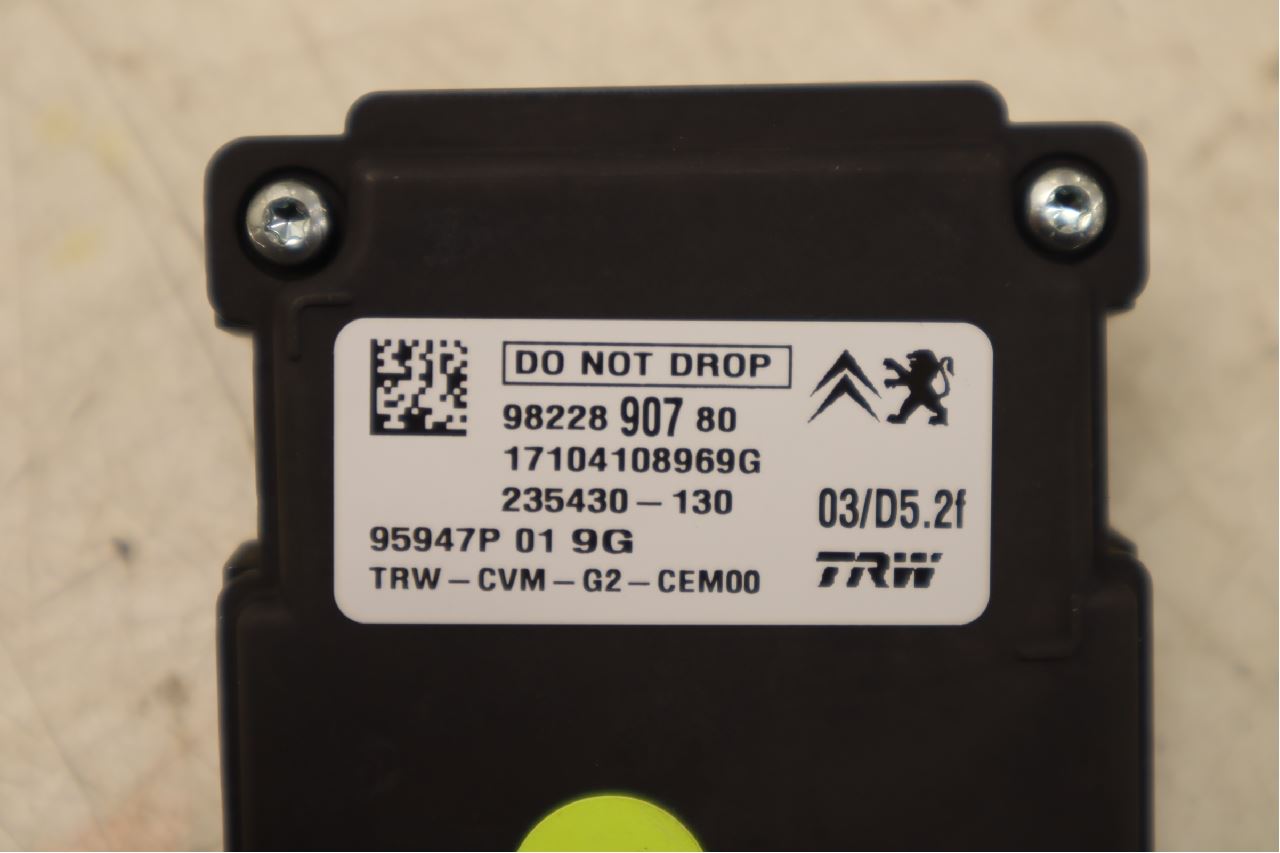 DO NOT DROP
98228 907 80
17104108969G
235430-130
03/D5.2f
95947P 01 9G
TRW-CVM-G2-CEM00
TRW